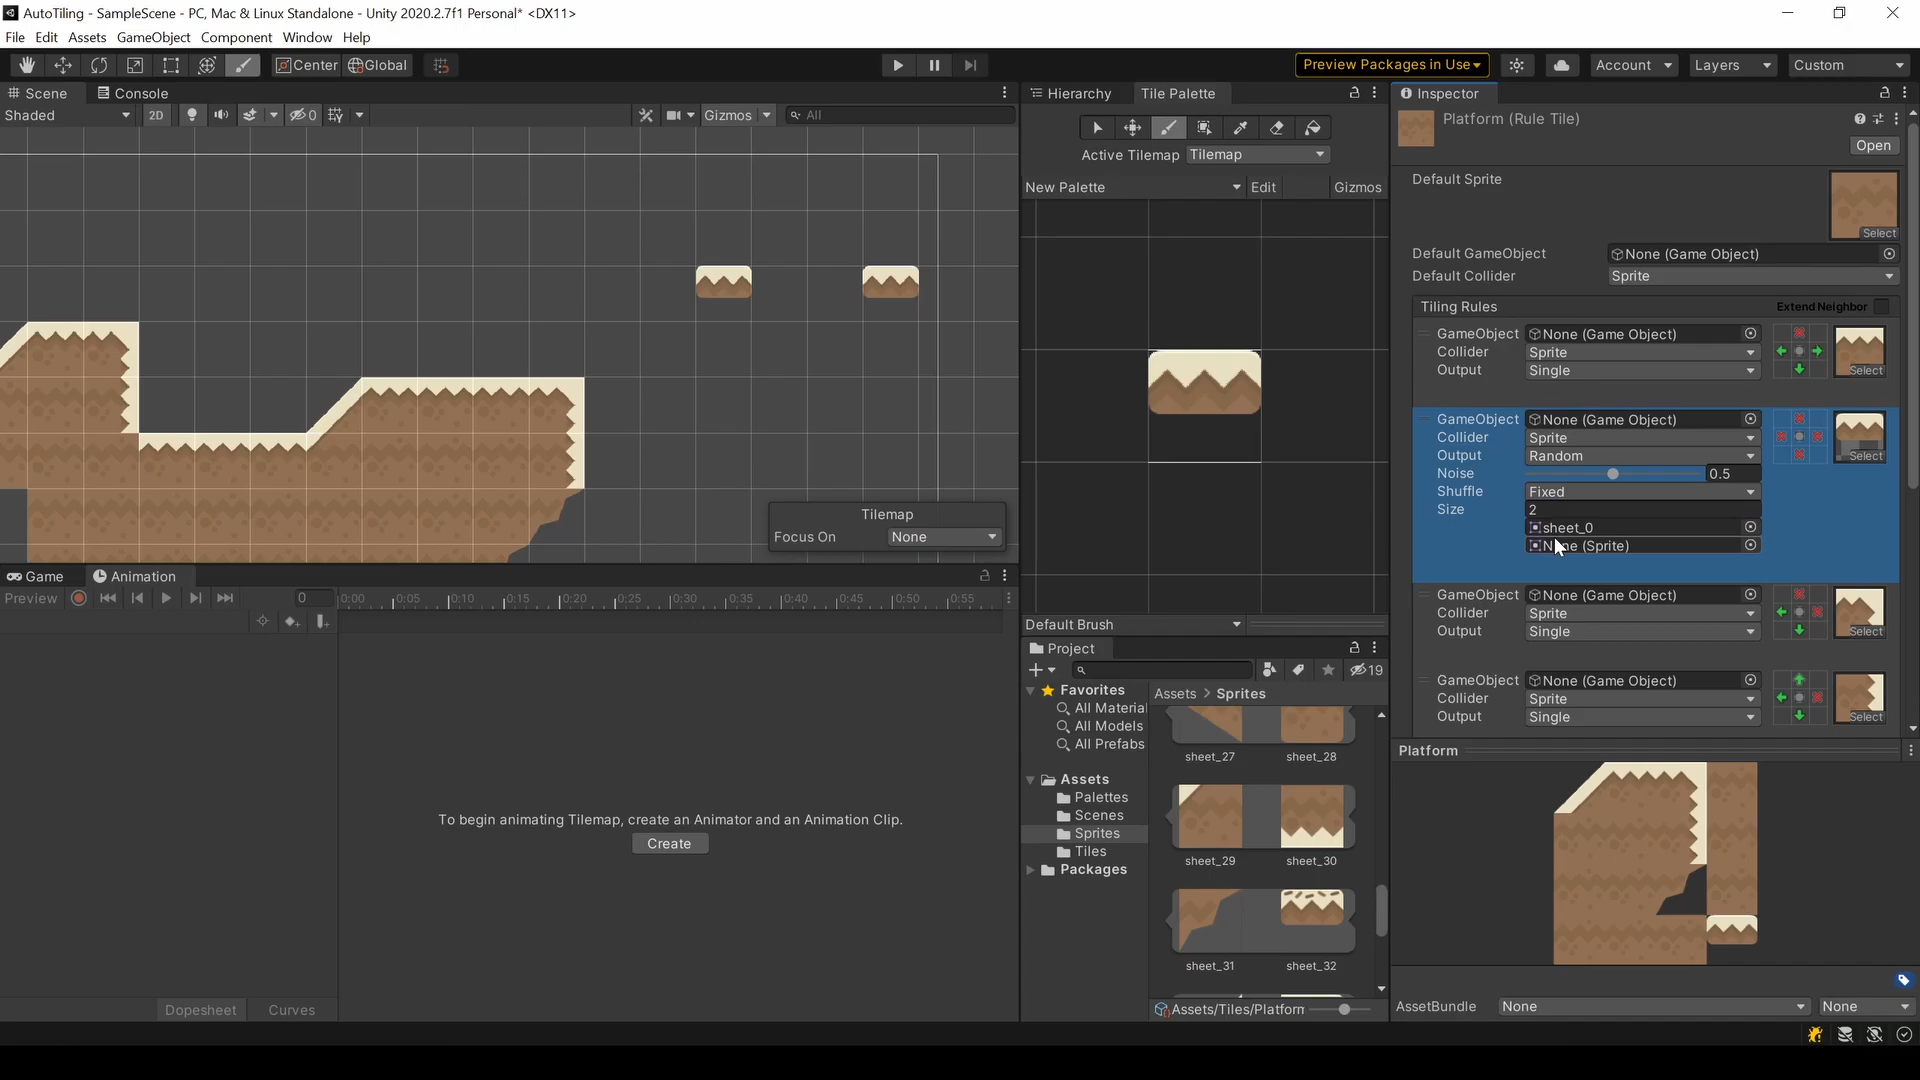 AutoTiling - SampleScene - PC, Mac & Linux Standalone - Unity 2020.2.7f1 Personal* <DX11>
File Edit Assets GameObject Component Window Help
Center Global
Preview Packages in Use
Account
Layers
Custom
Scene
Console
Shaded
2D
0
Gizmos
All
Tilemap
Focus On None
Game
Animation
Preview
0
0:00 0:05 0:10 0:15 0:20 0:25 0:30 0:35 0:40 0:45 0:50 0:55
To begin animating Tilemap, create an Animator and an Animation Clip.
Create
Dopesheet
Curves
Hierarchy
Tile Palette
Active Tilemap Tilemap
New Palette
Edit
Gizmos
Default Brush
Project
19
Favorites
All Materia
All Models
All Prefabs
Assets
Palettes
Scenes
Sprites
Tiles
Packages
Assets > Sprites
sheet_27
sheet_28
sheet_29
sheet_30
sheet_31
sheet_32
Assets/Tiles/Platforn
Inspector
Platform (Rule Tile)
Open
Default Sprite
Select
Default GameObject None (Game Object)
Default Collider Sprite
Tiling Rules
Extend Neighbor
GameObject None (Game Object)
Collider Sprite
Output Single
Select
GameObject None (Game Object)
Collider Sprite
Output Random
Select
Noise 0.5
Shuffle Fixed
Size 2
sheet_0
None (Sprite)
GameObject None (Game Object)
Collider Sprite
Output Single
Select
GameObject None (Game Object)
Collider Sprite
Output Single
Select
Platform
AssetBundle None None